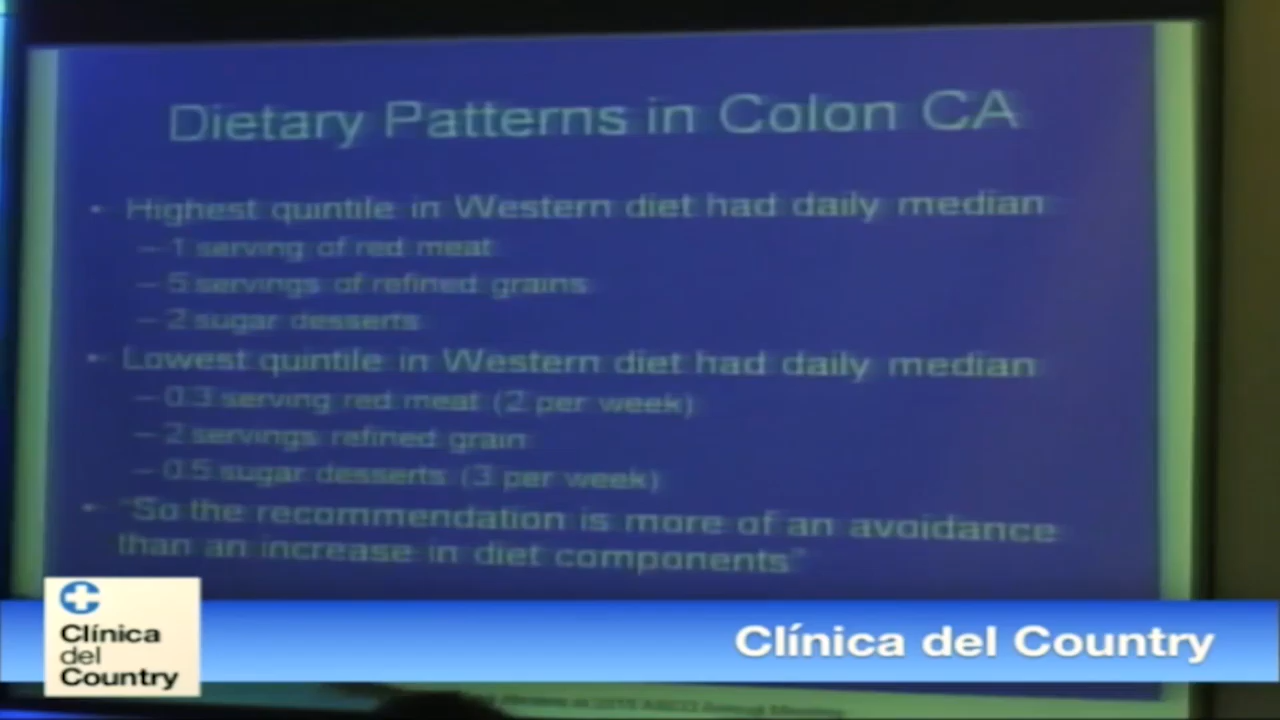 Dietary Patterns in Colon CA
• Highest quintile in Western diet had daily median
– 1 serving of red meat
– 5 servings of refined grains
– 2 sugar desserts
• Lowest quintile in Western diet had daily median
– 0.3 serving red meat (2 per week)
– 2 servings refined grain
– 0.5 sugar desserts (3 per week)
• "So the recommendation is more of an avoidance
than an increase in diet components"
Clínica
del
Country
Clínica del Country
Annual Meeting